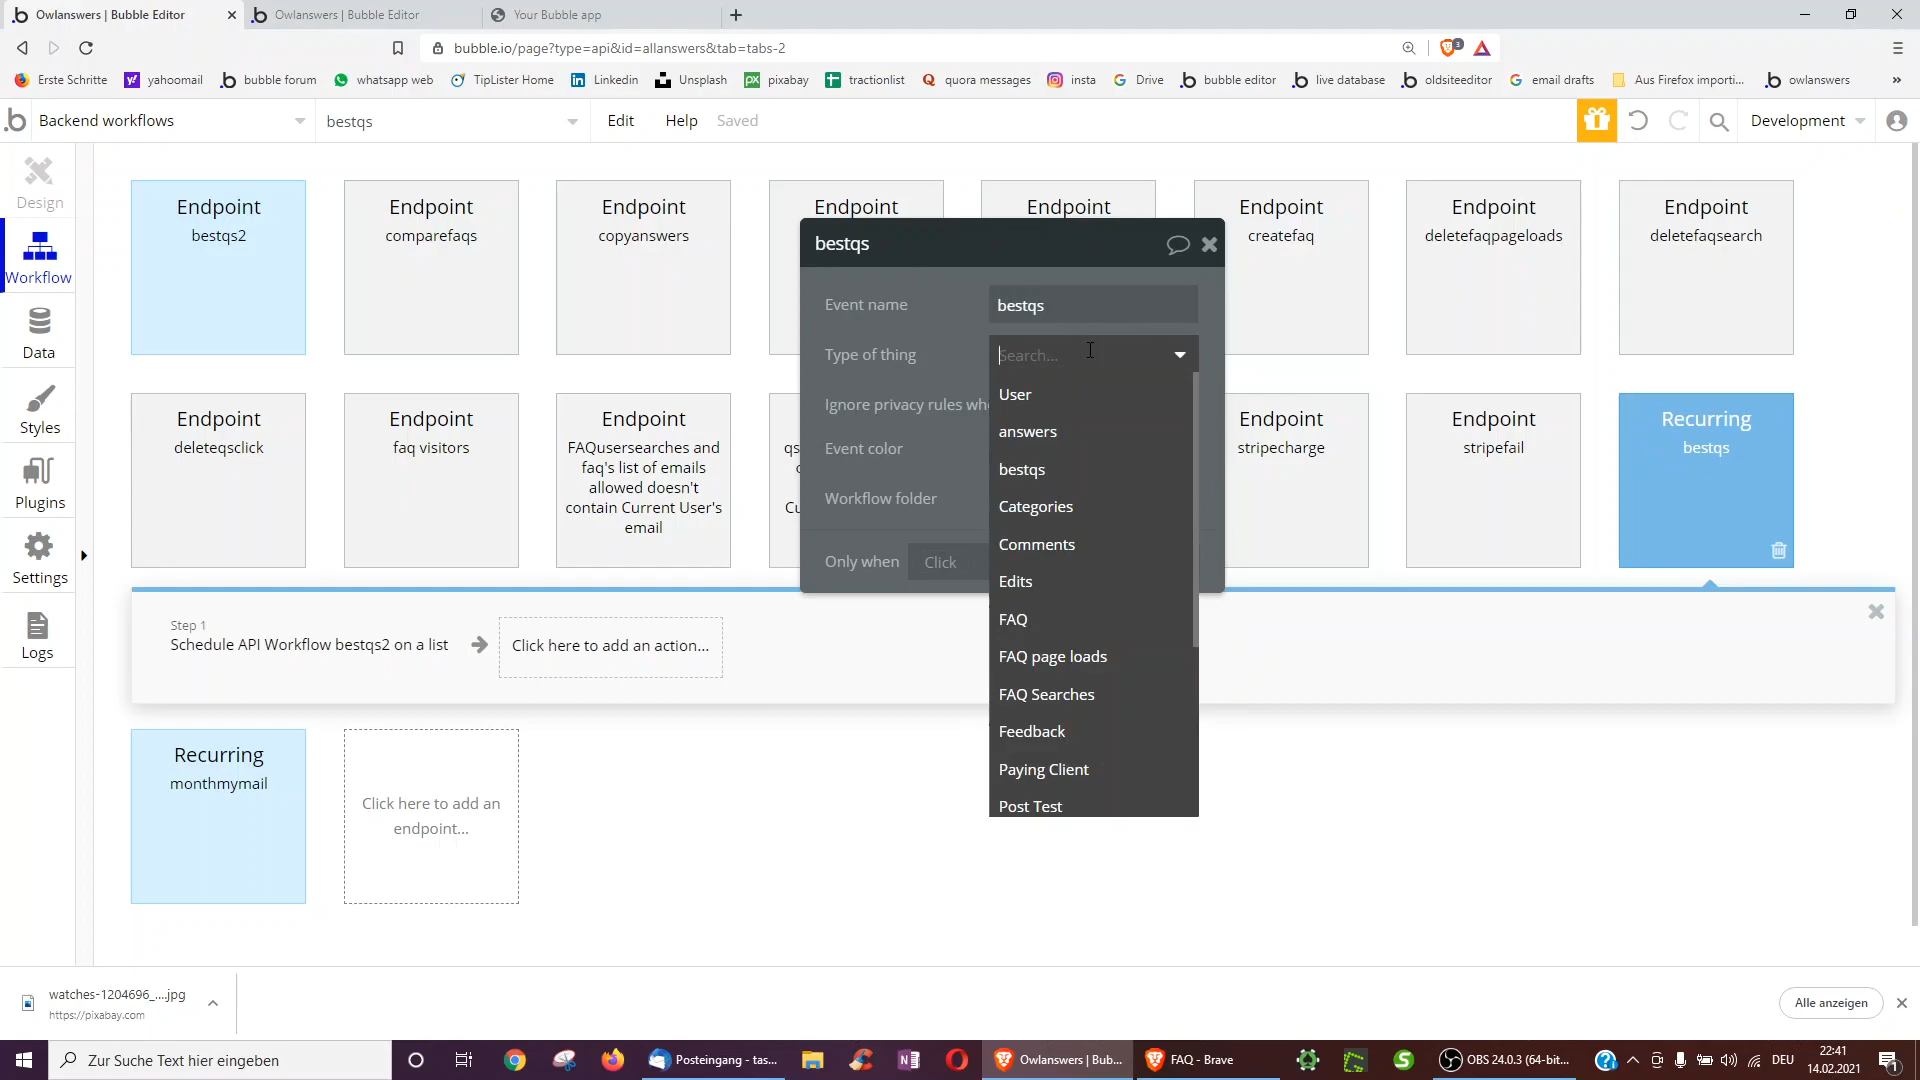 Owlanswers | Bubble Editor
Owlanswers | Bubble Editor
Your Bubble app
bubble.io/page?type=api&id=allanswers&tab=tabs-2
3
Erste Schritte
yahoomail
bubble forum
whatsapp web
TipLister Home
Linkedin
Unsplash
pixabay
tractionlist
quora messages
insta
Drive
bubble editor
live database
oldsiteeditor
email drafts
Aus Firefox importi...
owlanswers
»
Backend workflows
bestqs
Edit
Help
Saved
Development
Design
Workflow
Data
Styles
Plugins
Settings
Logs
Endpoint
bestqs2
Endpoint
comparefaqs
Endpoint
copyanswers
Endpoint
Endpoint
Endpoint
createfaq
Endpoint
deletefaqpageloads
Endpoint
deletefaqsearch
Endpoint
deleteqsclick
Endpoint
faq visitors
Endpoint
FAQusersearches and
faq's list of emails
allowed doesn't
contain Current User's
email
Endpoint
stripecharge
Endpoint
stripefail
Recurring
bestqs
bestqs
Event name
bestqs
Type of thing
Search...
Ignore privacy rules whe
Event color
Workflow folder
Only when
Click
User
answers
bestqs
Categories
Comments
Edits
FAQ
FAQ page loads
FAQ Searches
Feedback
Paying Client
Post Test
Step 1
Schedule API Workflow bestqs2 on a list
Click here to add an action...
Recurring
monthmymail
Click here to add an
endpoint...
watches-1204696_....jpg
https://pixabay.com
Alle anzeigen
Zur Suche Text hier eingeben
Posteingang - tas...
Owlanswers | Bub...
FAQ - Brave
OBS 24.0.3 (64-bit...
DEU
22:41
14.02.2021
1